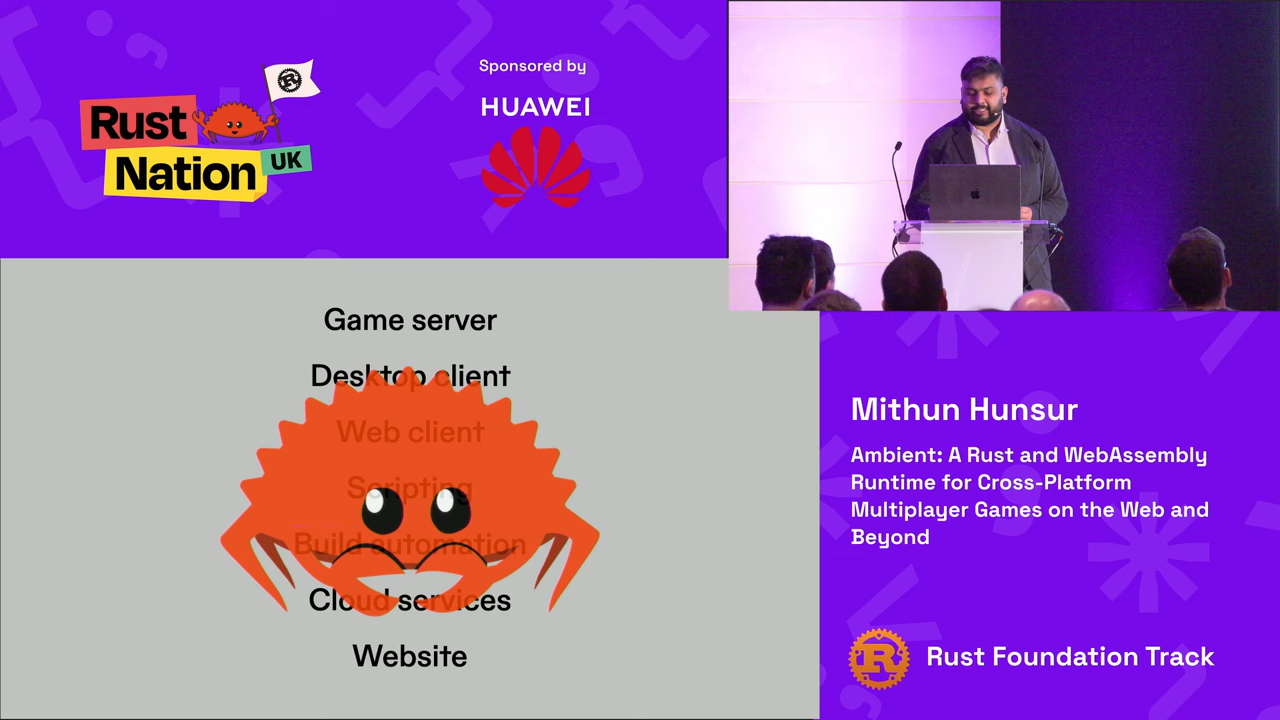 Rust
Nation
UK
Sponsored by
HUAWEI
Game server
Desktop client
Web client
Scripting
Build automation
Cloud services
Website
Mithun Hunsur
Ambient: A Rust and WebAssembly
Runtime for Cross-Platform
Multiplayer Games on the Web and
Beyond
R
Rust Foundation Track